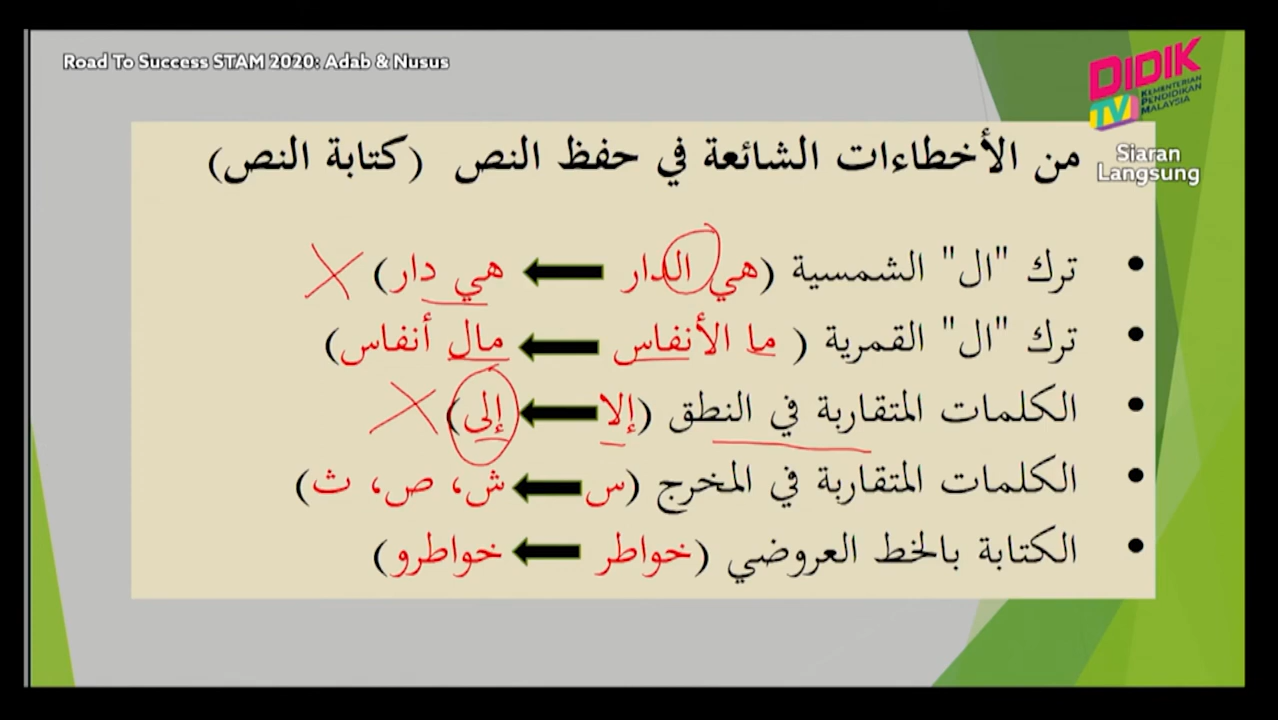 Road To Success STAM 2020: Adab & Nusus
DIDIK
TV
KEMENTERIAN
PENDIDIKAN
MALAYSIA
Siaran
Langsung
من الأخطاءات الشائعة في حفظ النص (كتابة النص)
• ترك "ال" الشمسية (هي الدار ← هي دار)
• ترك "ال" القمرية (ما الأنفاس ← مال أنفاس)
• الكلمات المتقاربة في النطق (إلا ← إلى)
• الكلمات المتقاربة في المخرج (س ← ش، ص، ث)
• الكتابة بالخط العروضي (خواطر ← خواطرو)